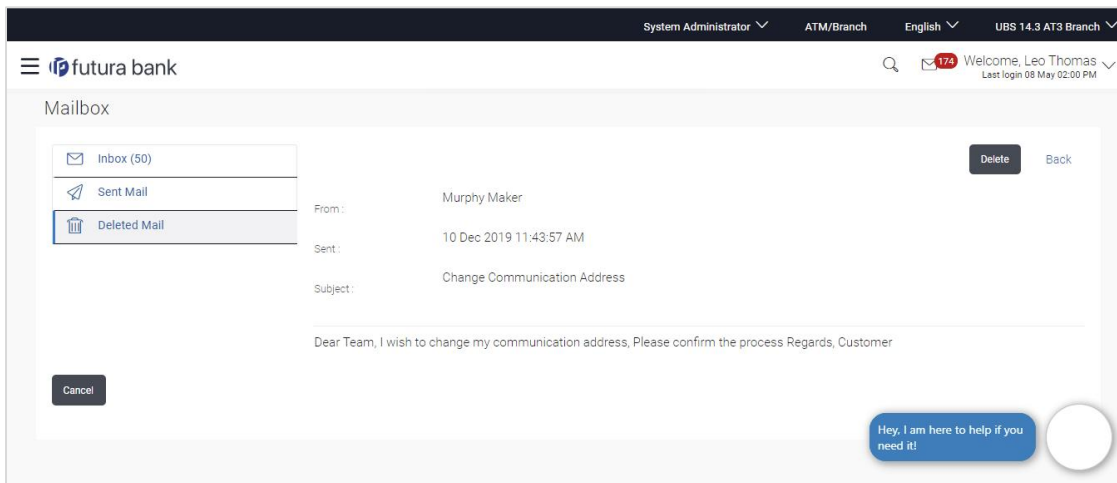 System Administrator ATM/Branch English UBS 14.3 AT3 Branch
futura bank
174 Welcome, Leo Thomas
Last login 08 May 02:00 PM
Mailbox
Inbox (50)
Sent Mail
Deleted Mail
Delete Back
From : Murphy Maker
Sent : 10 Dec 2019 11:43:57 AM
Subject : Change Communication Address
Dear Team, I wish to change my communication address, Please confirm the process Regards, Customer
Cancel
Hey, I am here to help if you
need it!